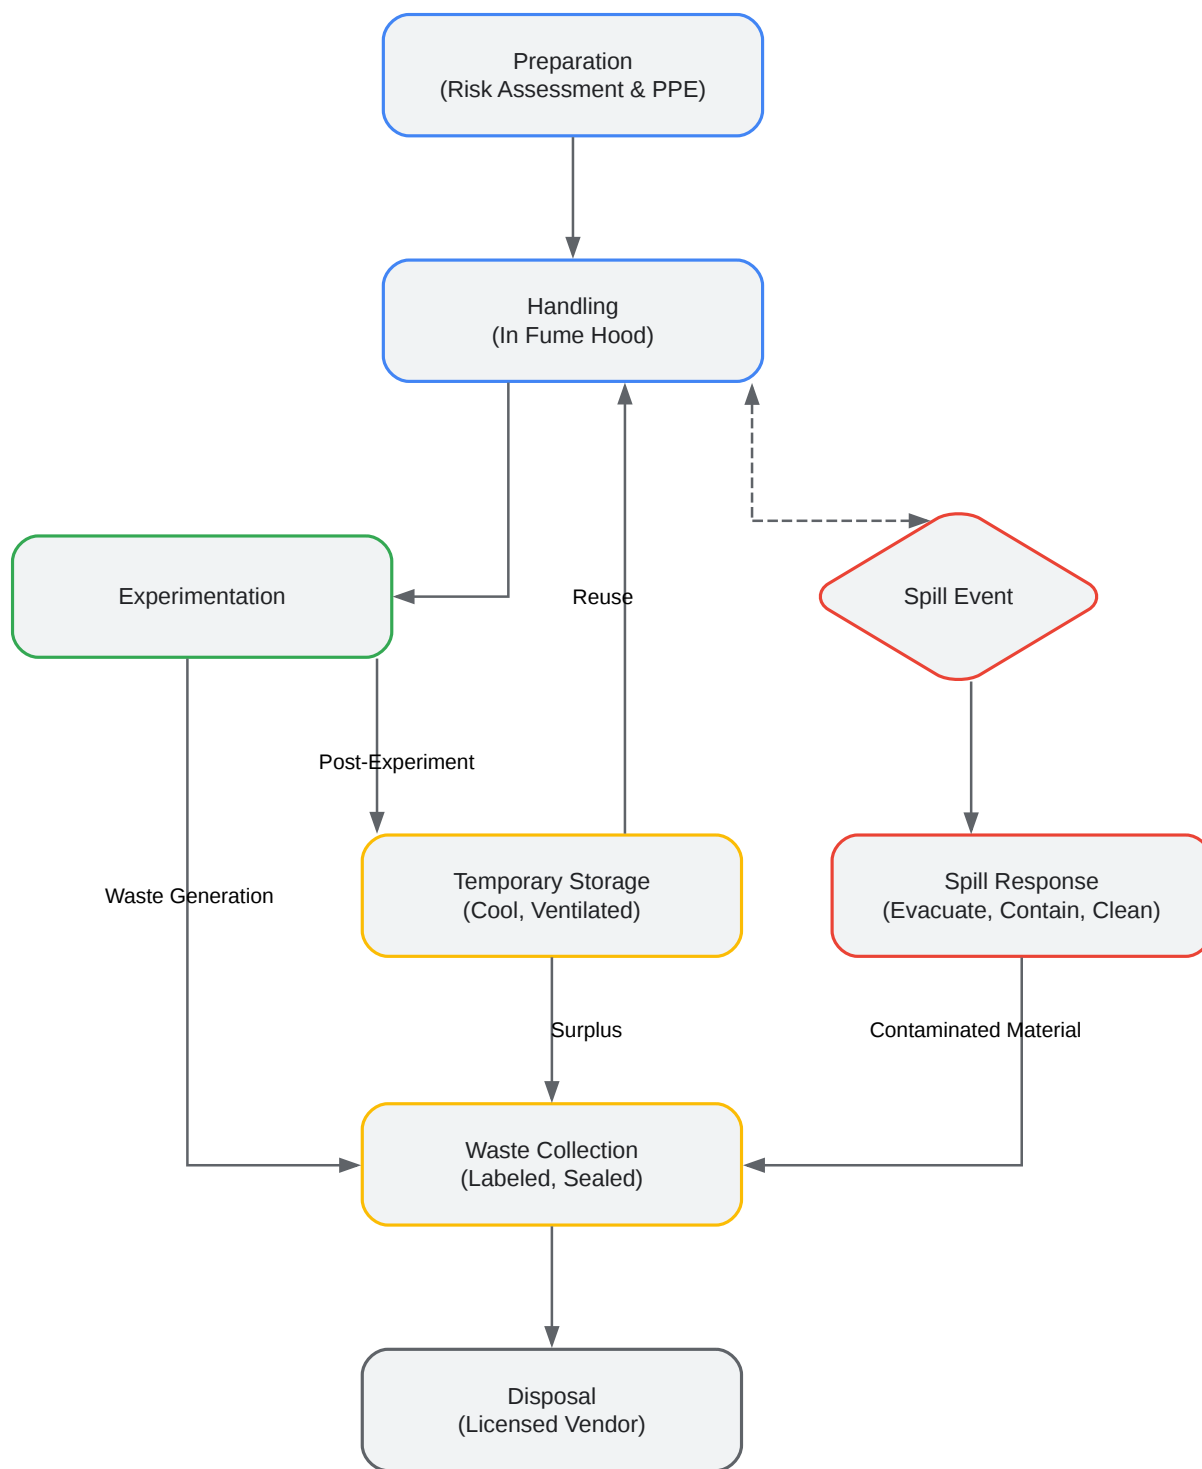 Preparation
(Risk Assessment & PPE)
Handling
(In Fume Hood)
Experimentation
Reuse
Spill Event
Post-Experiment
Temporary Storage
(Cool, Ventilated)
Spill Response
(Evacuate, Contain, Clean)
Waste Generation
Surplus
Contaminated Material
Waste Collection
(Labeled, Sealed)
Disposal
(Licensed Vendor)